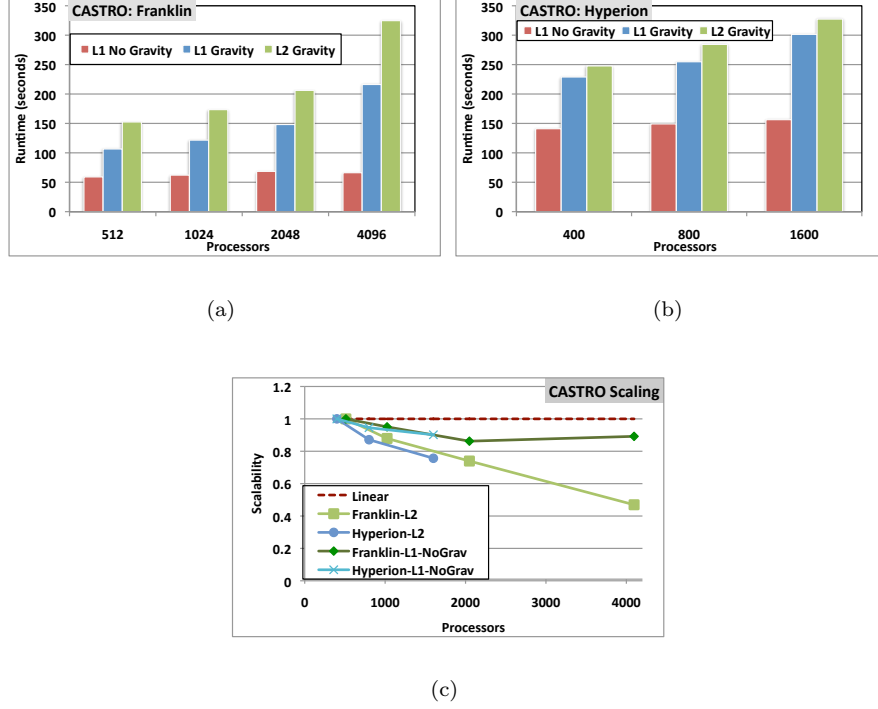 CASTRO: Franklin
350
300
250
200
150
100
50
0
Runtime (seconds)
L1 No Gravity L1 Gravity L2 Gravity
512 1024 2048 4096
Processors
(a)
CASTRO: Hyperion
350
300
250
200
150
100
50
0
Runtime (seconds)
L1 No Gravity L1 Gravity L2 Gravity
400 800 1600
Processors
(b)
CASTRO Scaling
1.2
1
0.8
0.6
0.4
0.2
0
Scalability
Linear
Franklin-L2
Hyperion-L2
Franklin-L1-NoGrav
Hyperion-L1-NoGrav
0 1000 2000 3000 4000
Processors
(c)